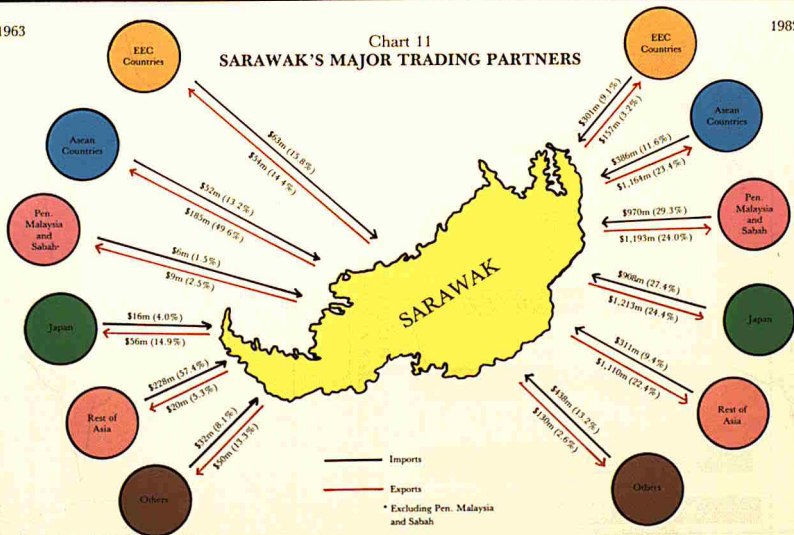 1963
Chart 11
SARAWAK'S MAJOR TRADING PARTNERS
EEC
Countries
$63m (15.8%)
$54m (14.4%)
Asean
Countries
$52m (13.2%)
$185m (49.6%)
Pen.
Malaysia
and
Sabah*
$6m (1.5%)
$9m (2.5%)
Japan
$16m (4.0%)
$56m (14.9%)
Rest of
Asia
$228m (57.4%)
$20m (5.3%)
Others
$32m (8.1%)
$50m (13.3%)
SARAWAK
EEC
Countries
$301m (9.1%)
$157m (3.2%)
Asean
Countries
$386m (11.6%)
$1,164m (23.4%)
Pen.
Malaysia
and
Sabah
$970m (29.3%)
$1,193m (24.0%)
Japan
$908m (27.4%)
$1,213m (24.4%)
Rest of
Asia
$311m (9.4%)
$1,110m (22.4%)
Others
$438m (13.2%)
$130m (2.6%)
Imports
Exports
* Excluding Pen. Malaysia
and Sabah